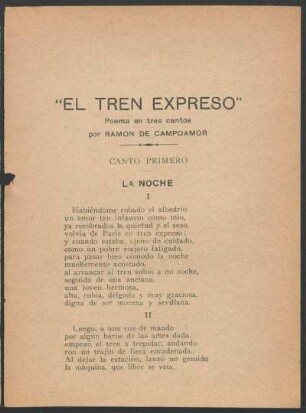 "EL TREN EXPRESO"
Poema en tres cantos
por RAMON DE CAMPOAMOR
CANTO PRIMERO
LA NOCHE
I
Habiéndome robado el albedrío
un amor tan infausto como mío,
ya recobrados la quietud y el seso,
volvía de París en tren expreso;
y cuando estaba, ajeno de cuidado,
como un pobre viajero fatigado,
para pasar bien cómodo la noche
muellemente acostado,
al arrancar el tren subió a mi coche,
seguida de una anciana,
una joven hermosa,
alta, rubia, delgada y muy graciosa,
digna de ser morena y sevillana.
II
Luego, a una voz de mando
por algún héroe de las artes dada,
empezó el tren a trepidar, andando
con un trajín de fiera encadenada.
Al dejar la estación, lanzó un gemido
la máquina, que libre se veía,